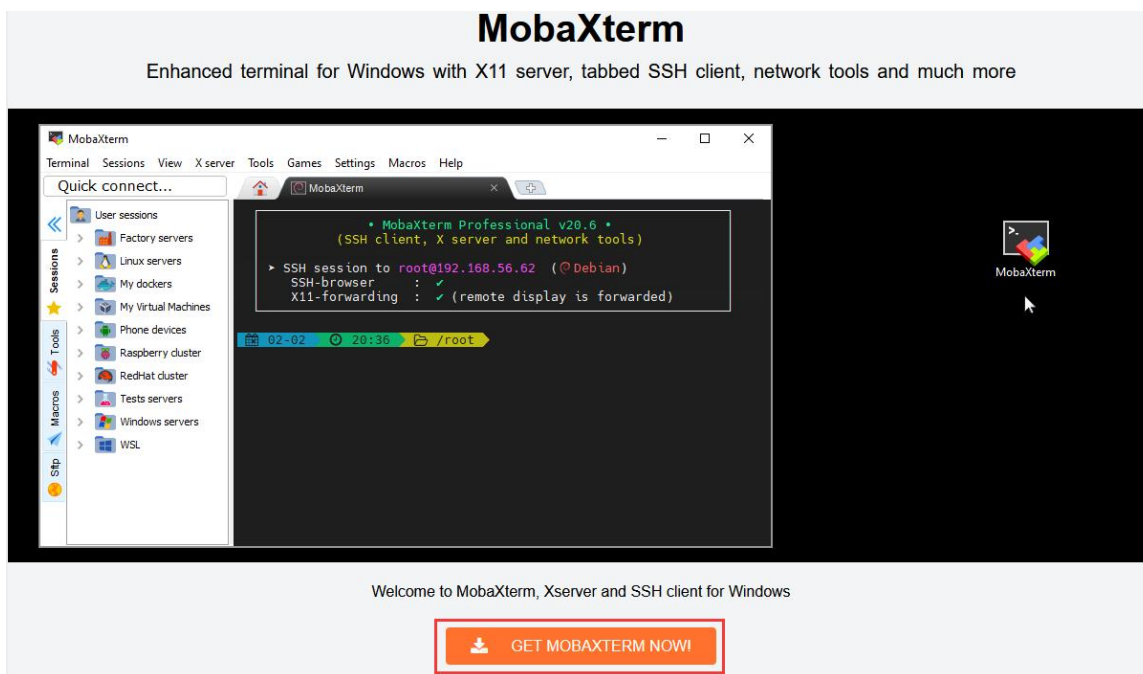 MobaXterm
Enhanced terminal for Windows with X11 server, tabbed SSH client, network tools and much more
MobaXterm
Terminal Sessions View X server Tools Games Settings Macros Help
Quick connect...
MobaXterm
User sessions
Factory servers
Linux servers
My dockers
My Virtual Machines
Phone devices
Raspberry cluster
RedHat cluster
Tests servers
Windows servers
WSL
Sessions
Tools
Macros
Sftp
• MobaXterm Professional v20.6 •
(SSH client, X server and network tools)
➤ SSH session to root@192.168.56.62 (Debian)
SSH-browser : ✔
X11-forwarding : ✔ (remote display is forwarded)
02-02 20:36 /root
MobaXterm
Welcome to MobaXterm, Xserver and SSH client for Windows
GET MOBAXTERM NOW!